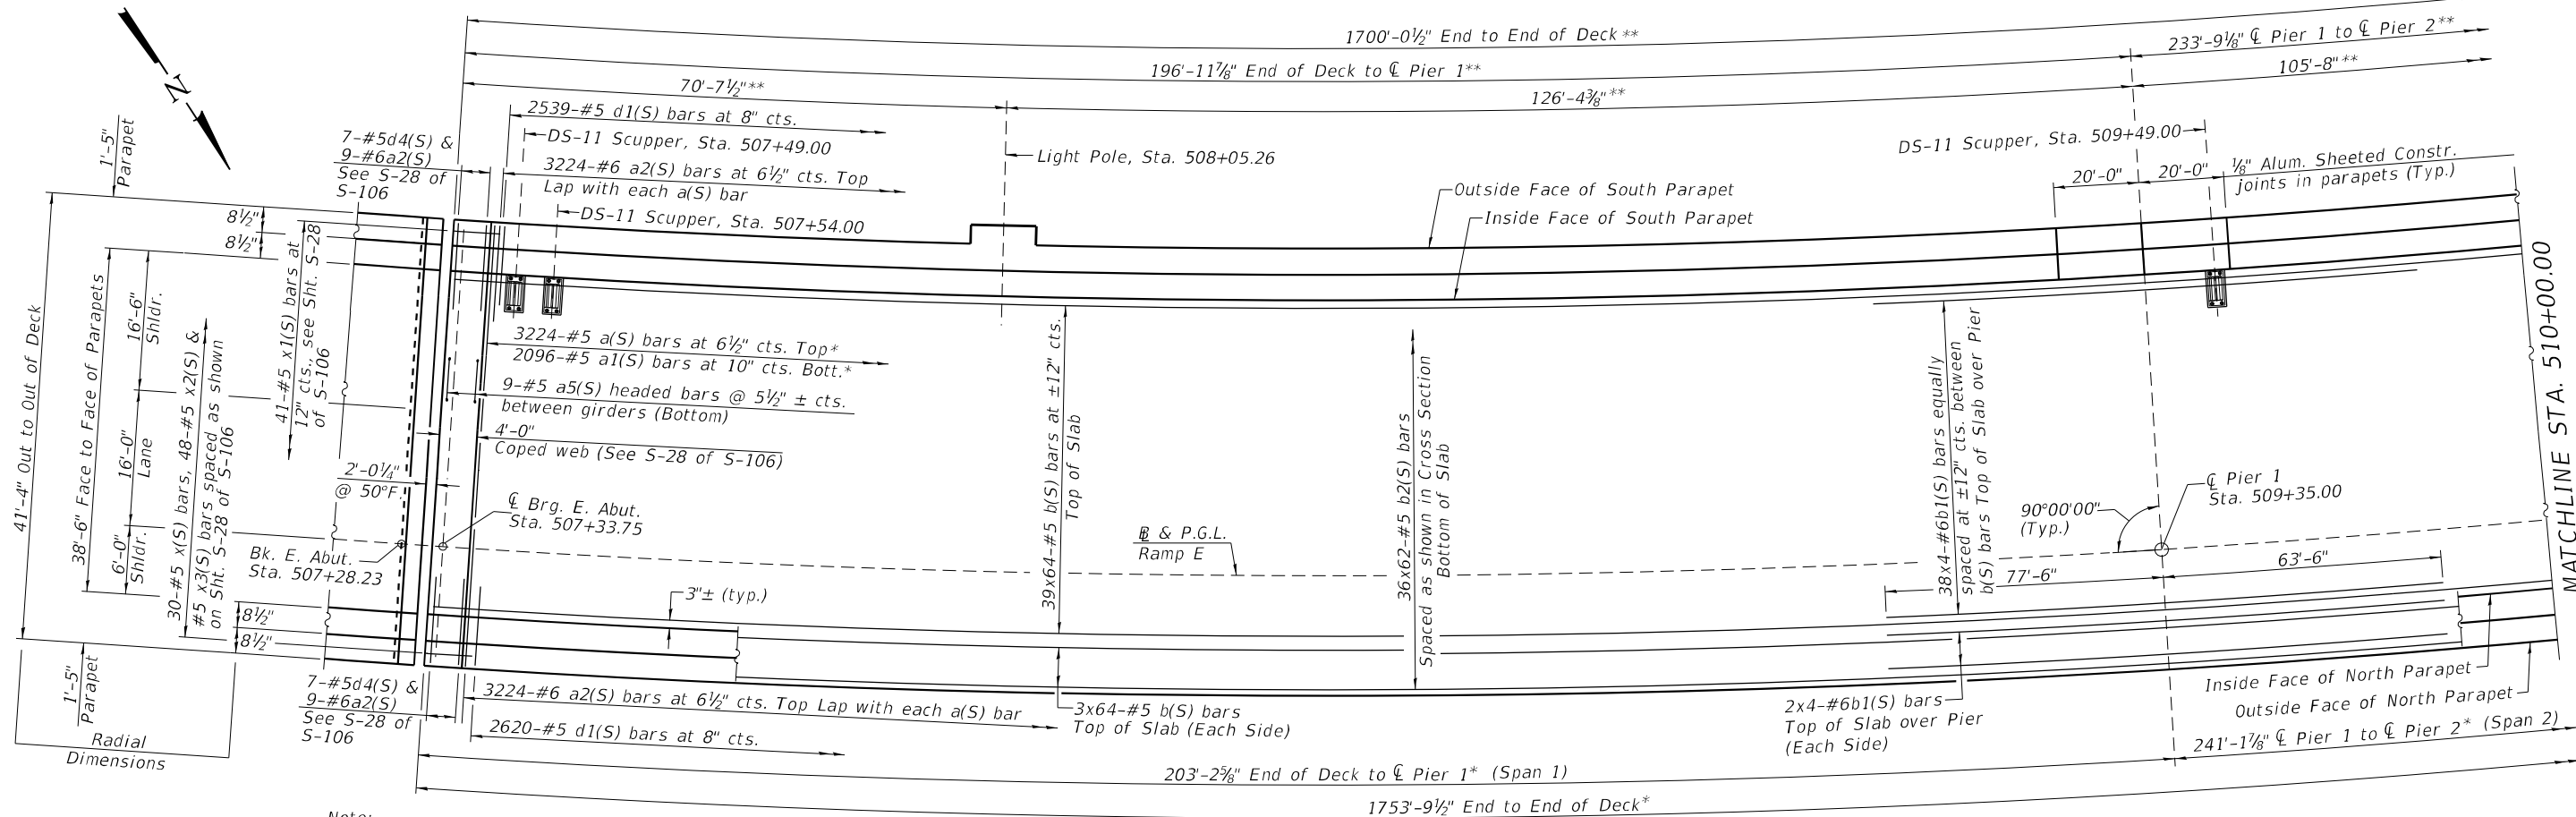 1700'-0½" End to End of Deck**
233'-9⅛" ℄ Pier 1 to ℄ Pier 2**
196'-11⅞" End of Deck to ℄ Pier 1**
105'-8"**
70'-7½"**
126'-4⅜"**
N
1'-5"
Parapet
7-#5d4(S) &
9-#6a2(S)
See S-28 of
S-106
2539-#5 d1(S) bars at 8" cts.
DS-11 Scupper, Sta. 507+49.00
3224-#6 a2(S) bars at 6½" cts. Top
Lap with each a(S) bar
DS-11 Scupper, Sta. 507+54.00
Light Pole, Sta. 508+05.26
Outside Face of South Parapet
Inside Face of South Parapet
DS-11 Scupper, Sta. 509+49.00
20'-0"
20'-0"
⅛" Alum. Sheeted Constr.
joints in parapets (Typ.)
8½"
8½"
41'-4" Out to Out of Deck
38'-6" Face to Face of Parapets
16'-6"
Shldr.
16'-0"
Lane
6'-0"
Shldr.
30-#5 x(S) bars, 48-#5 x2(S) &
#5 x3(S) bars spaced as shown
on Sht. S-28 of S-106
41-#5 x1(S) bars at
12" cts., see Sht. S-28
of S-106
3224-#5 a(S) bars at 6½" cts. Top*
2096-#5 a1(S) bars at 10" cts. Bott.*
9-#5 a5(S) headed bars @ 5½" ± cts.
between girders (Bottom)
4'-0"
Coped web (See S-28 of S-106)
2'-0¼"
@ 50°F.
℄ Brg. E. Abut.
Sta. 507+33.75
Bk. E. Abut.
Sta. 507+28.23
39x64-#5 b(S) bars at ±12" cts.
Top of Slab
36x62-#5 b2(S) bars
Spaced as shown in Cross Section
Bottom of Slab
38x4-#6b1(S) bars equally
spaced at ±12" cts. between
b(S) bars Top of Slab over Pier
℄ Pier 1
Sta. 509+35.00
90°00'00"
(Typ.)
MATCHLINE STA. 510+00.00
B & P.G.L.
Ramp E
77'-6"
63'-6"
3"± (typ.)
8½"
8½"
1'-5"
Parapet
Radial
Dimensions
7-#5d4(S) &
9-#6a2(S)
See S-28 of
S-106
3224-#6 a2(S) bars at 6½" cts. Top Lap with each a(S) bar
2620-#5 d1(S) bars at 8" cts.
3x64-#5 b(S) bars
Top of Slab (Each Side)
2x4-#6b1(S) bars
Top of Slab over Pier
(Each Side)
Inside Face of North Parapet
Outside Face of North Parapet
241'-1⅞" ℄ Pier 1 to ℄ Pier 2* (Span 2)
203'-2⅝" End of Deck to ℄ Pier 1* (Span 1)
1753'-9½" End to End of Deck*
Note: